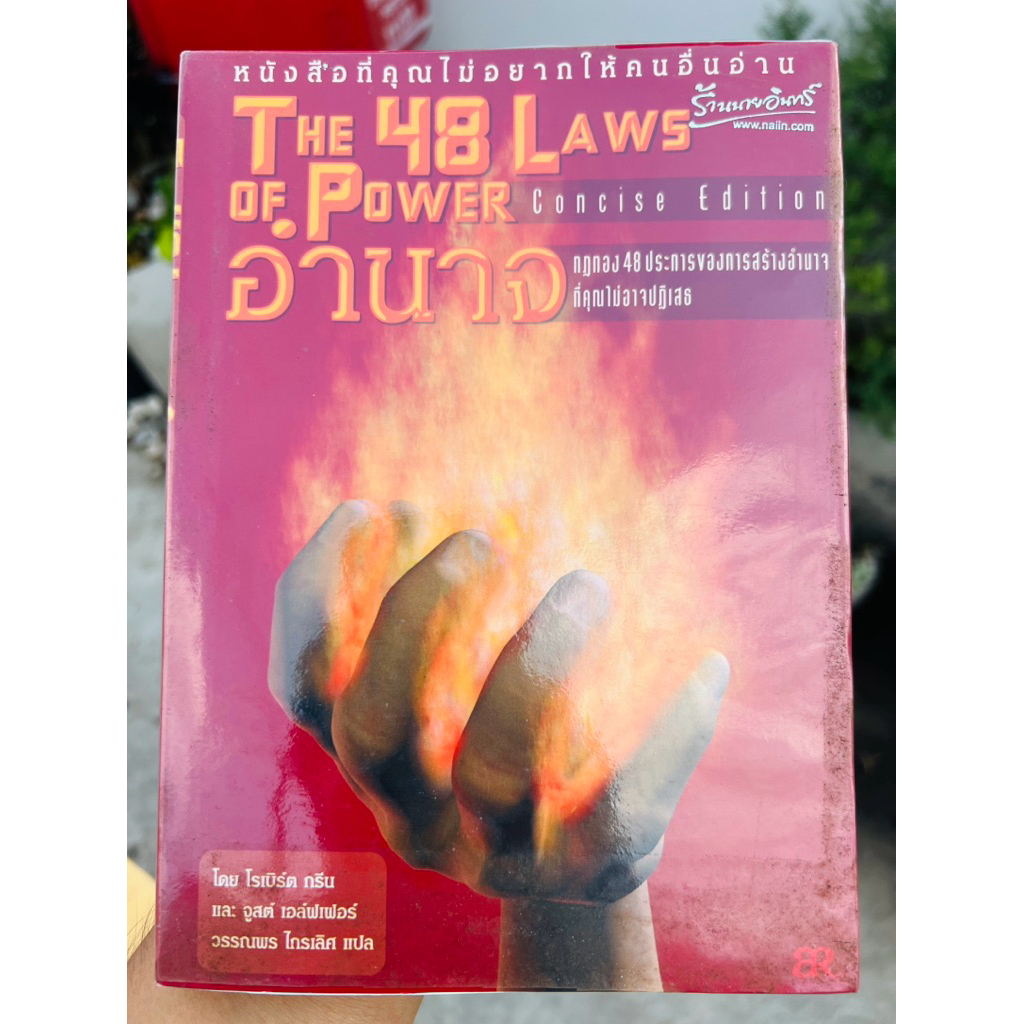 หนังสือที่คุณไม่อยากให้คนอื่นอ่าน
ร้านนายอินทร์
www.naiin.com
THE 48 LAWS
OF POWER Concise Edition
อำนาจ
กฎทอง 48 ประการของการสร้างอำนาจ
ที่คุณไม่อาจปฏิเสธ
โดย โรเบิร์ต กรีน
และ จูสต์ เอล์ฟเฟอร์
วรรณพร ไกรเลิศ แปล